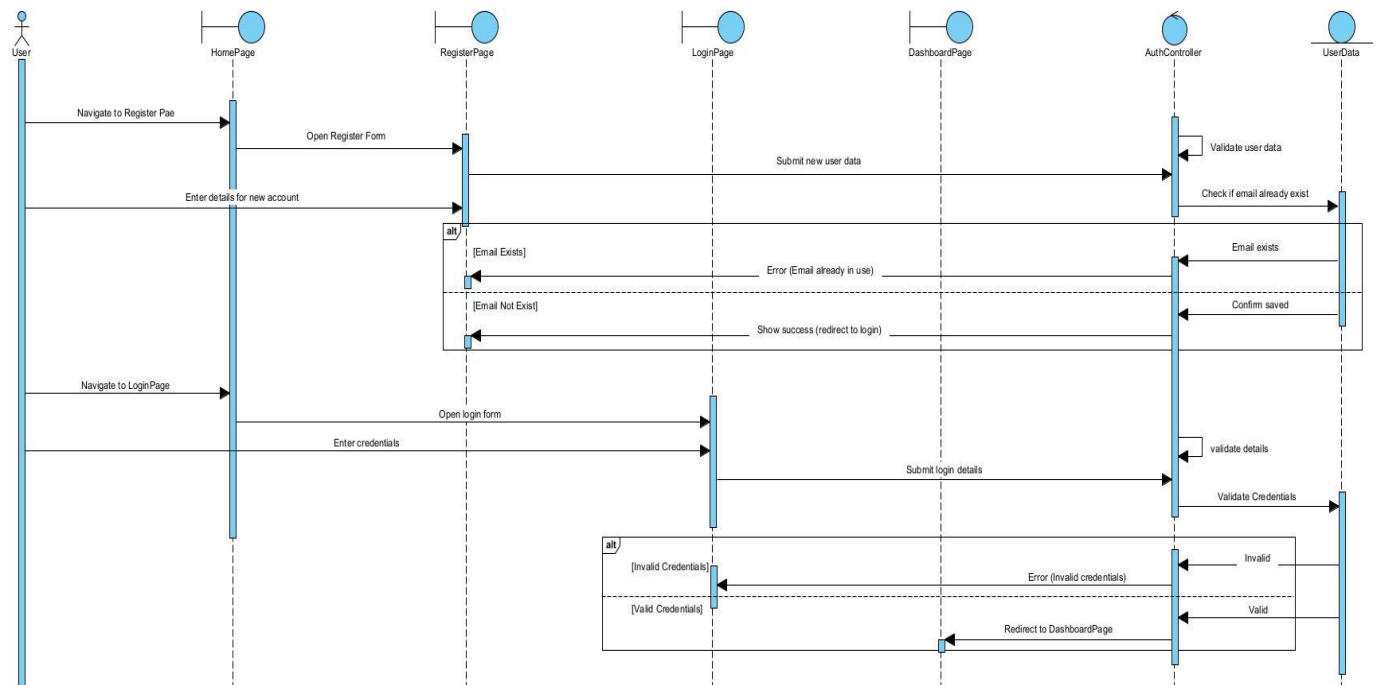 User
HomePage
RegisterPage
LoginPage
DashboardPage
AuthController
UserData
Navigate to Register Pae
Open Register Form
Validate user data
Submit new user data
Enter details for new account
Check if email already exist
alt
[Email Exists]
Email exists
Error (Email already in use)
[Email Not Exist]
Confirm saved
Show success (redirect to login)
Navigate to LoginPage
Open login form
Enter credentials
validate details
Submit login details
Validate Credentials
alt
[Invalid Credentials]
Invalid
Error (Invalid credentials)
[Valid Credentials]
Valid
Redirect to DashboardPage